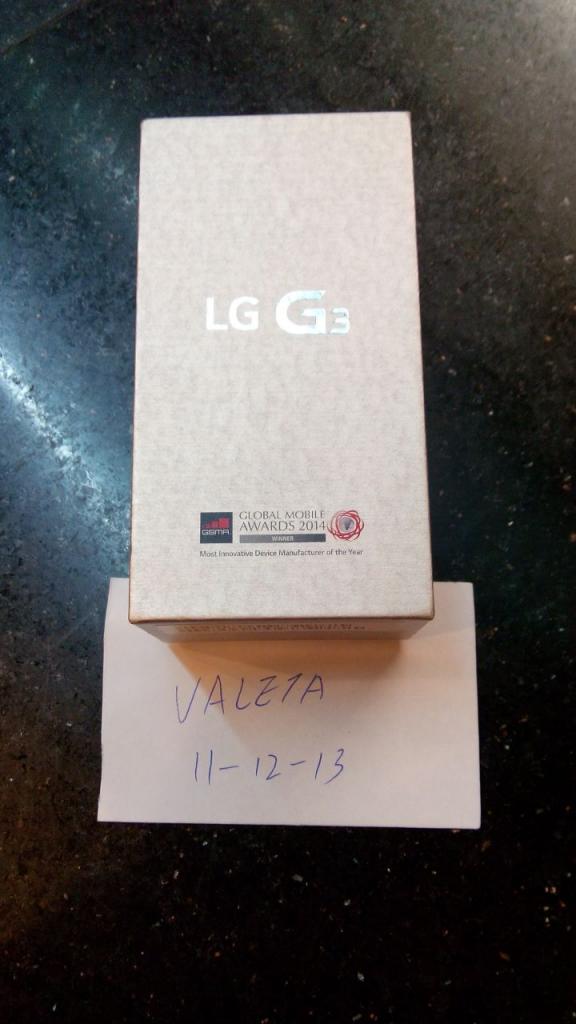 LG G3
GSMA
GLOBAL MOBILE
AWARDS 2014
WINNER
Most Innovative Device Manufacturer of the Year
VALETA
11-12-13